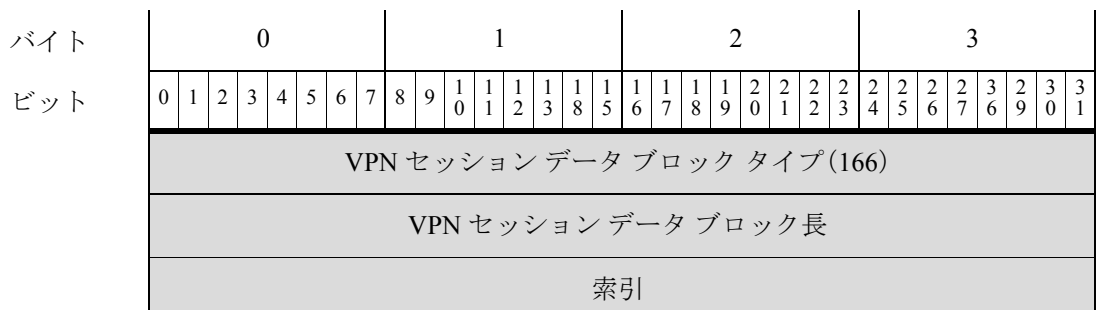 バイト 0 1 2 3
ビット 0 1 2 3 4 5 6 7 8 9 10 11 12 13 18 15 16 17 18 19 20 21 22 23 24 25 26 27 36 29 30 31
VPN セッション データ ブロック タイプ(166)
VPN セッション データ ブロック長
索引